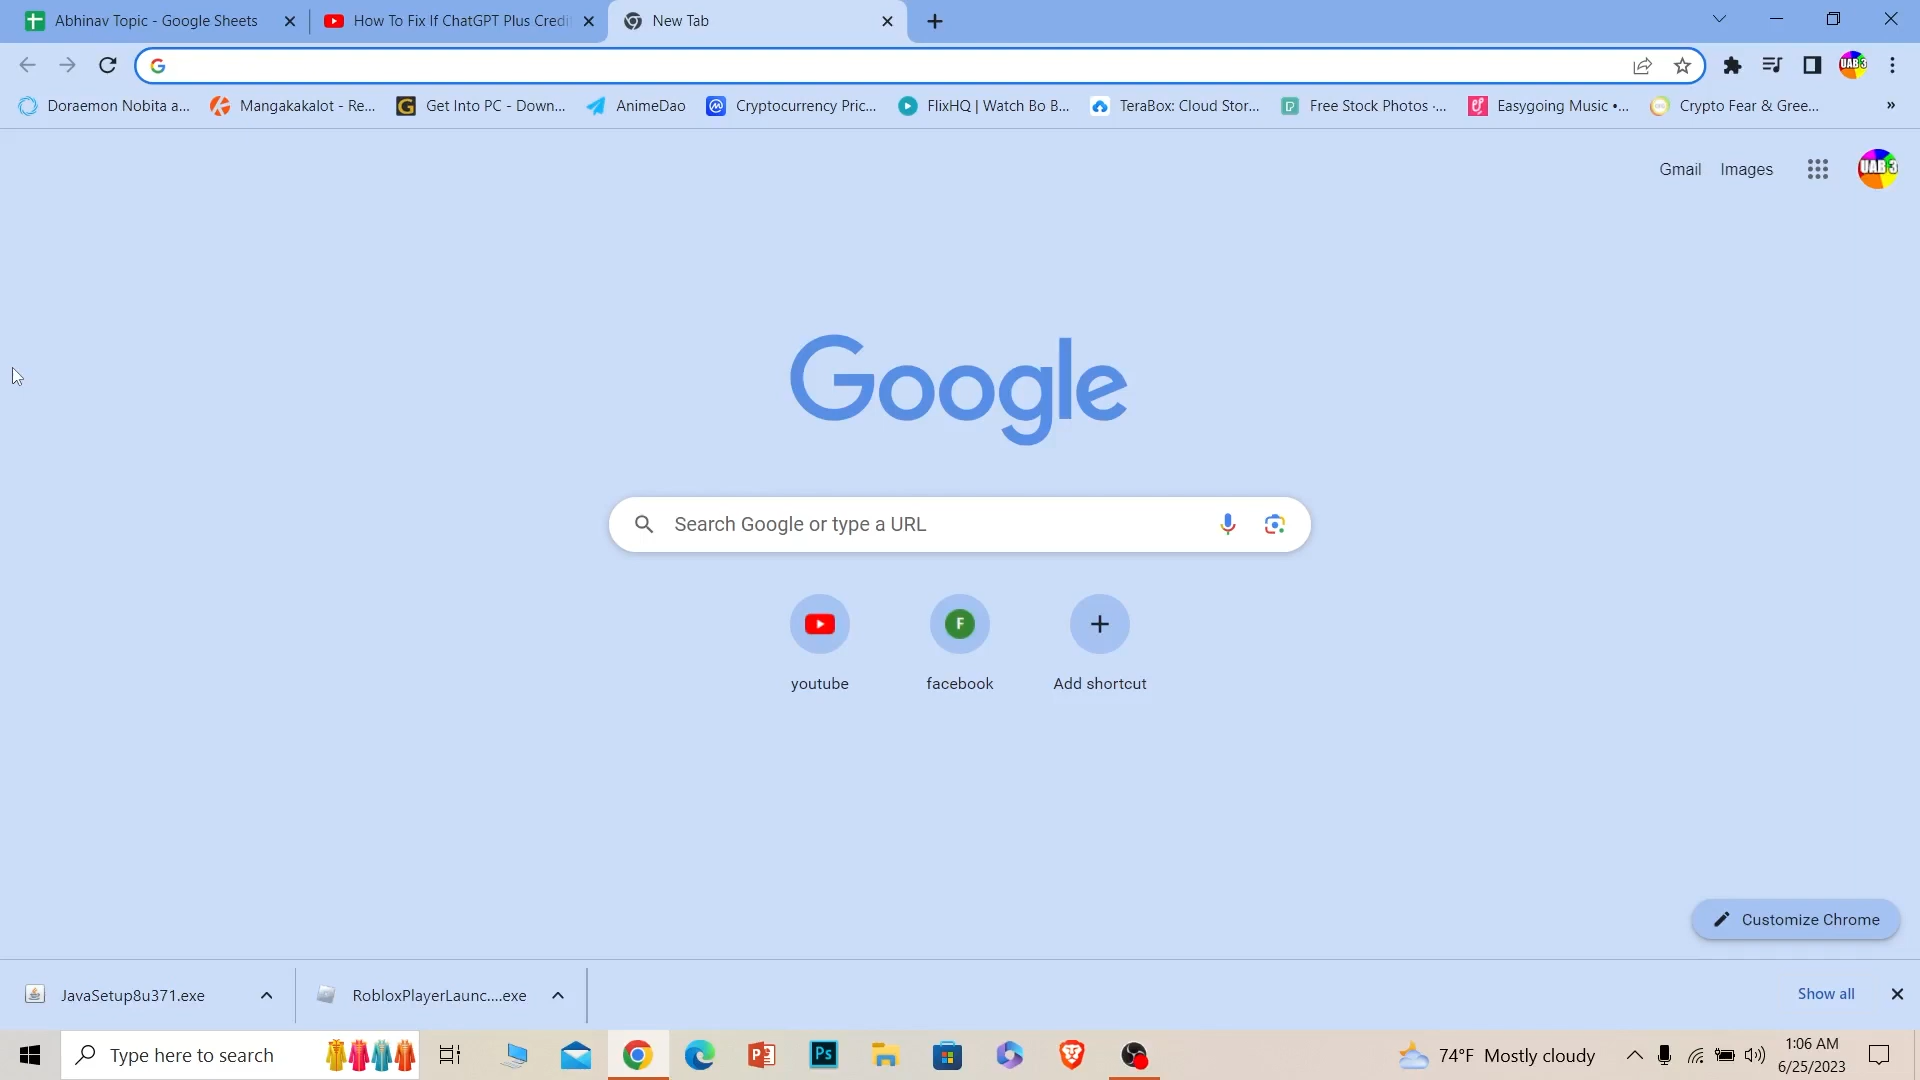 Abhinav Topic - Google Sheets
How To Fix If ChatGPT Plus Credi
New Tab
Doraemon Nobita a...
Mangakakalot - Re...
Get Into PC - Down...
AnimeDao
Cryptocurrency Pric...
FlixHQ | Watch Bo B...
TeraBox: Cloud Stor...
Free Stock Photos ·...
Easygoing Music •...
Crypto Fear & Gree...
»
Gmail
Images
UAB 3
Google
Search Google or type a URL
F
youtube
facebook
Add shortcut
Customize Chrome
JavaSetup8u371.exe
RobloxPlayerLaunc....exe
Show all
Type here to search
Ps
74°F Mostly cloudy
1:06 AM
6/25/2023